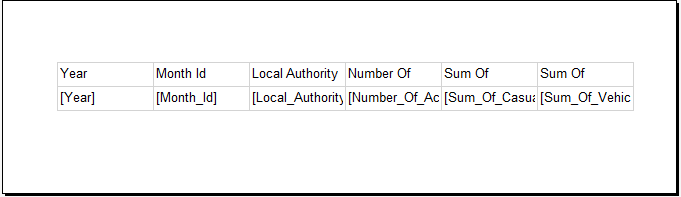 Year Month Id Local Authority Number Of Sum Of Sum Of
[Year] [Month_Id] [Local_Authority [Number_Of_Ac [Sum_Of_Casua [Sum_Of_Vehic